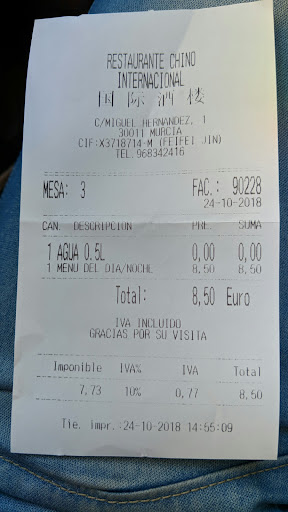 RESTAURANTE CHINO
INTERNACIONAL
国际酒楼
C/MIGUEL HERNANDEZ, 1
30011 MURCIA
CIF:X3718714-M (FEIFEI JIN)
TEL.968342416
MESA: 3 FAC.: 90228
24-10-2018
CAN. DESCRIPCION PRE. SUMA
1 AGUA 0.5L 0,00 0,00
1 MENU DEL DIA/NOCHE 8,50 8,50
Total: 8,50 Euro
IVA INCLUIDO
GRACIAS POR SU VISITA
Imponible IVA% IVA Total
7,73 10% 0,77 8,50
Tie. impr.:24-10-2018 14:55:09